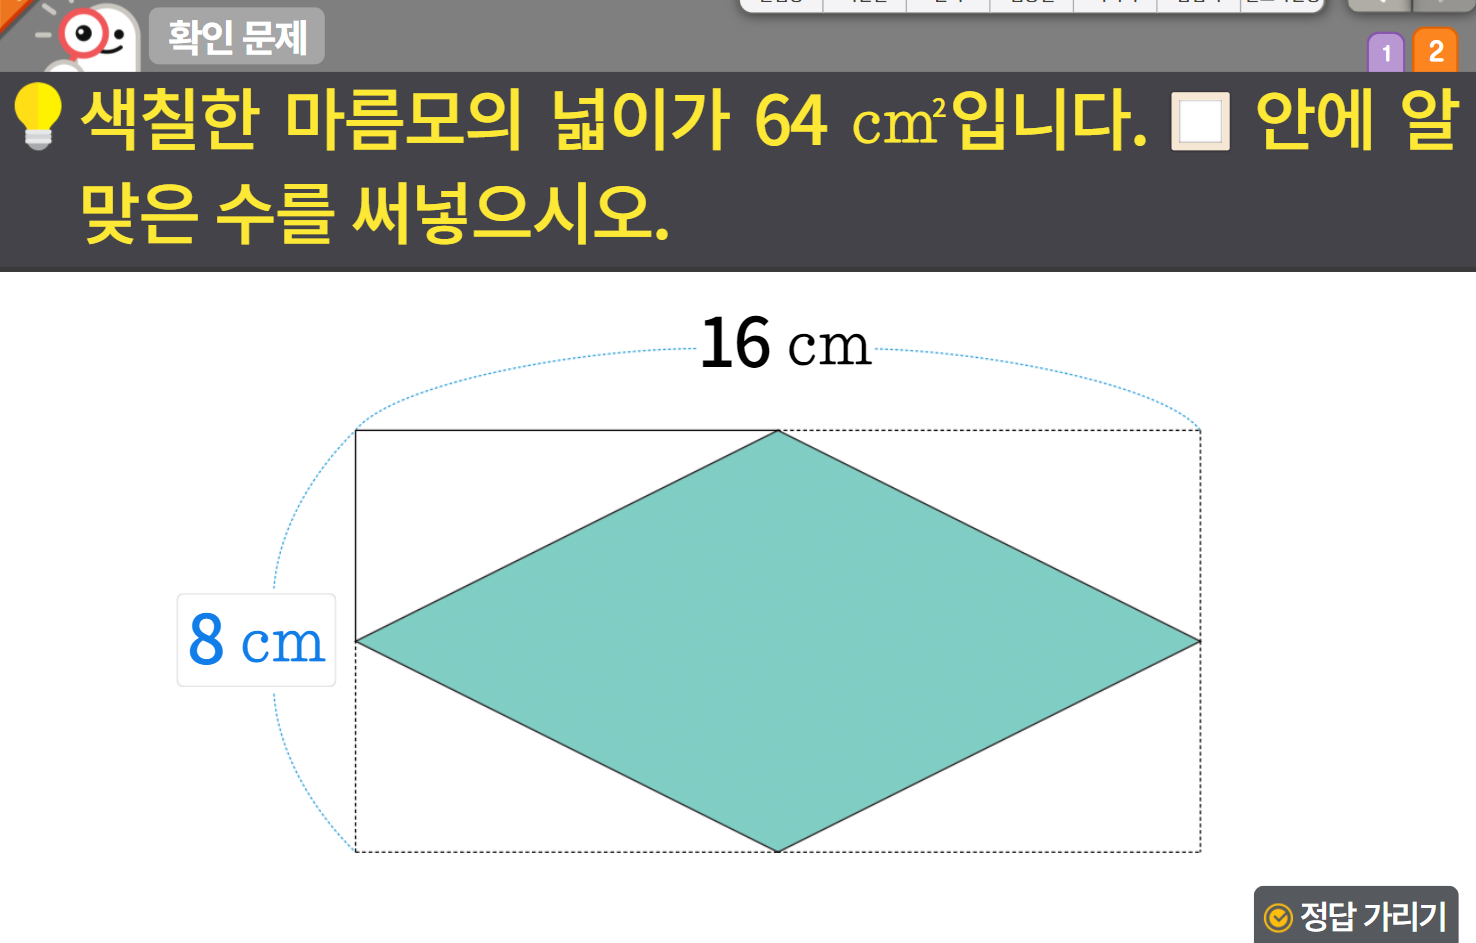 확인 문제
1
2
색칠한 마름모의 넓이가 64 cm²입니다. □ 안에 알
맞은 수를 써넣으시오.
16 cm
8 cm
정답 가리기